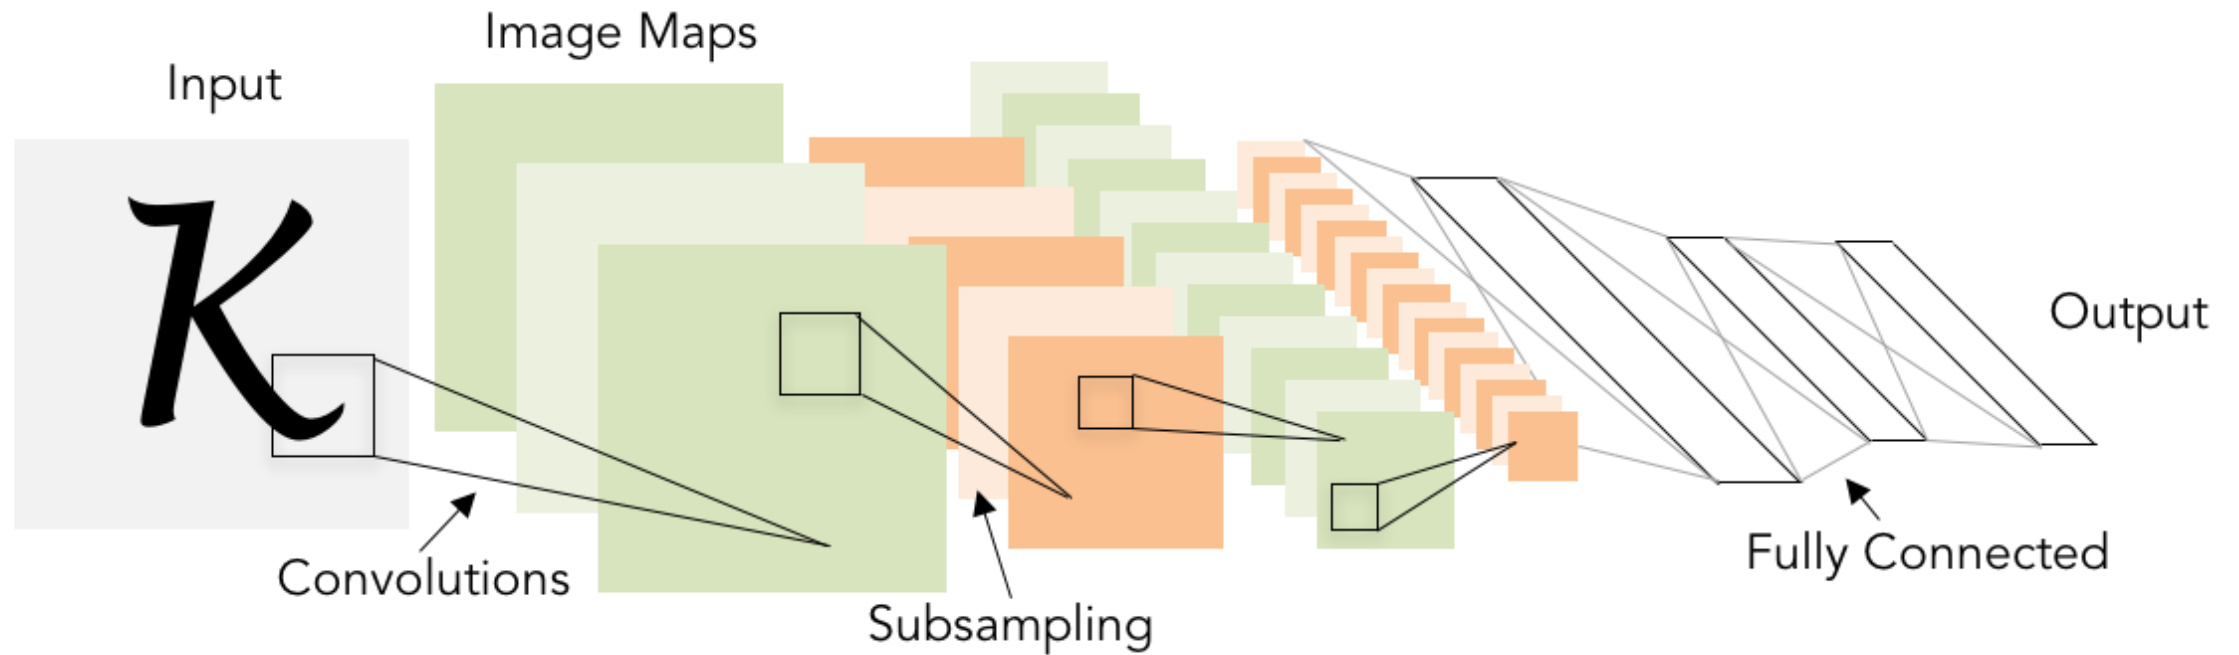 Image Maps
Input
K
Output
Convolutions
Fully Connected
Subsampling